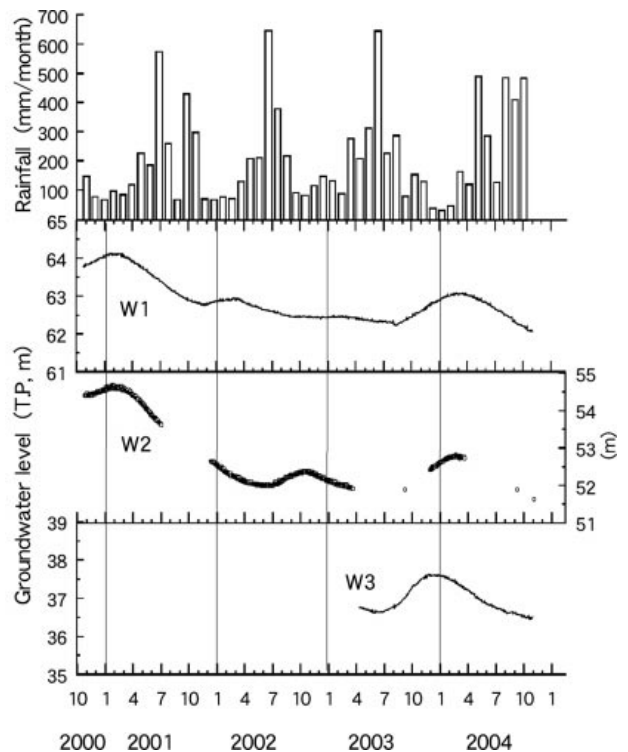 Rainfall (mm/month)
700
600
500
400
300
200
100
65
Groundwater level (T.P., m)
64
63
62
61
W1
W2
55
54
53
52
51
(m)
39
38
37
36
35
W3
10 1 4 7 10 1 4 7 10 1 4 7 10 1 4 7 10 1
2000 2001 2002 2003 2004